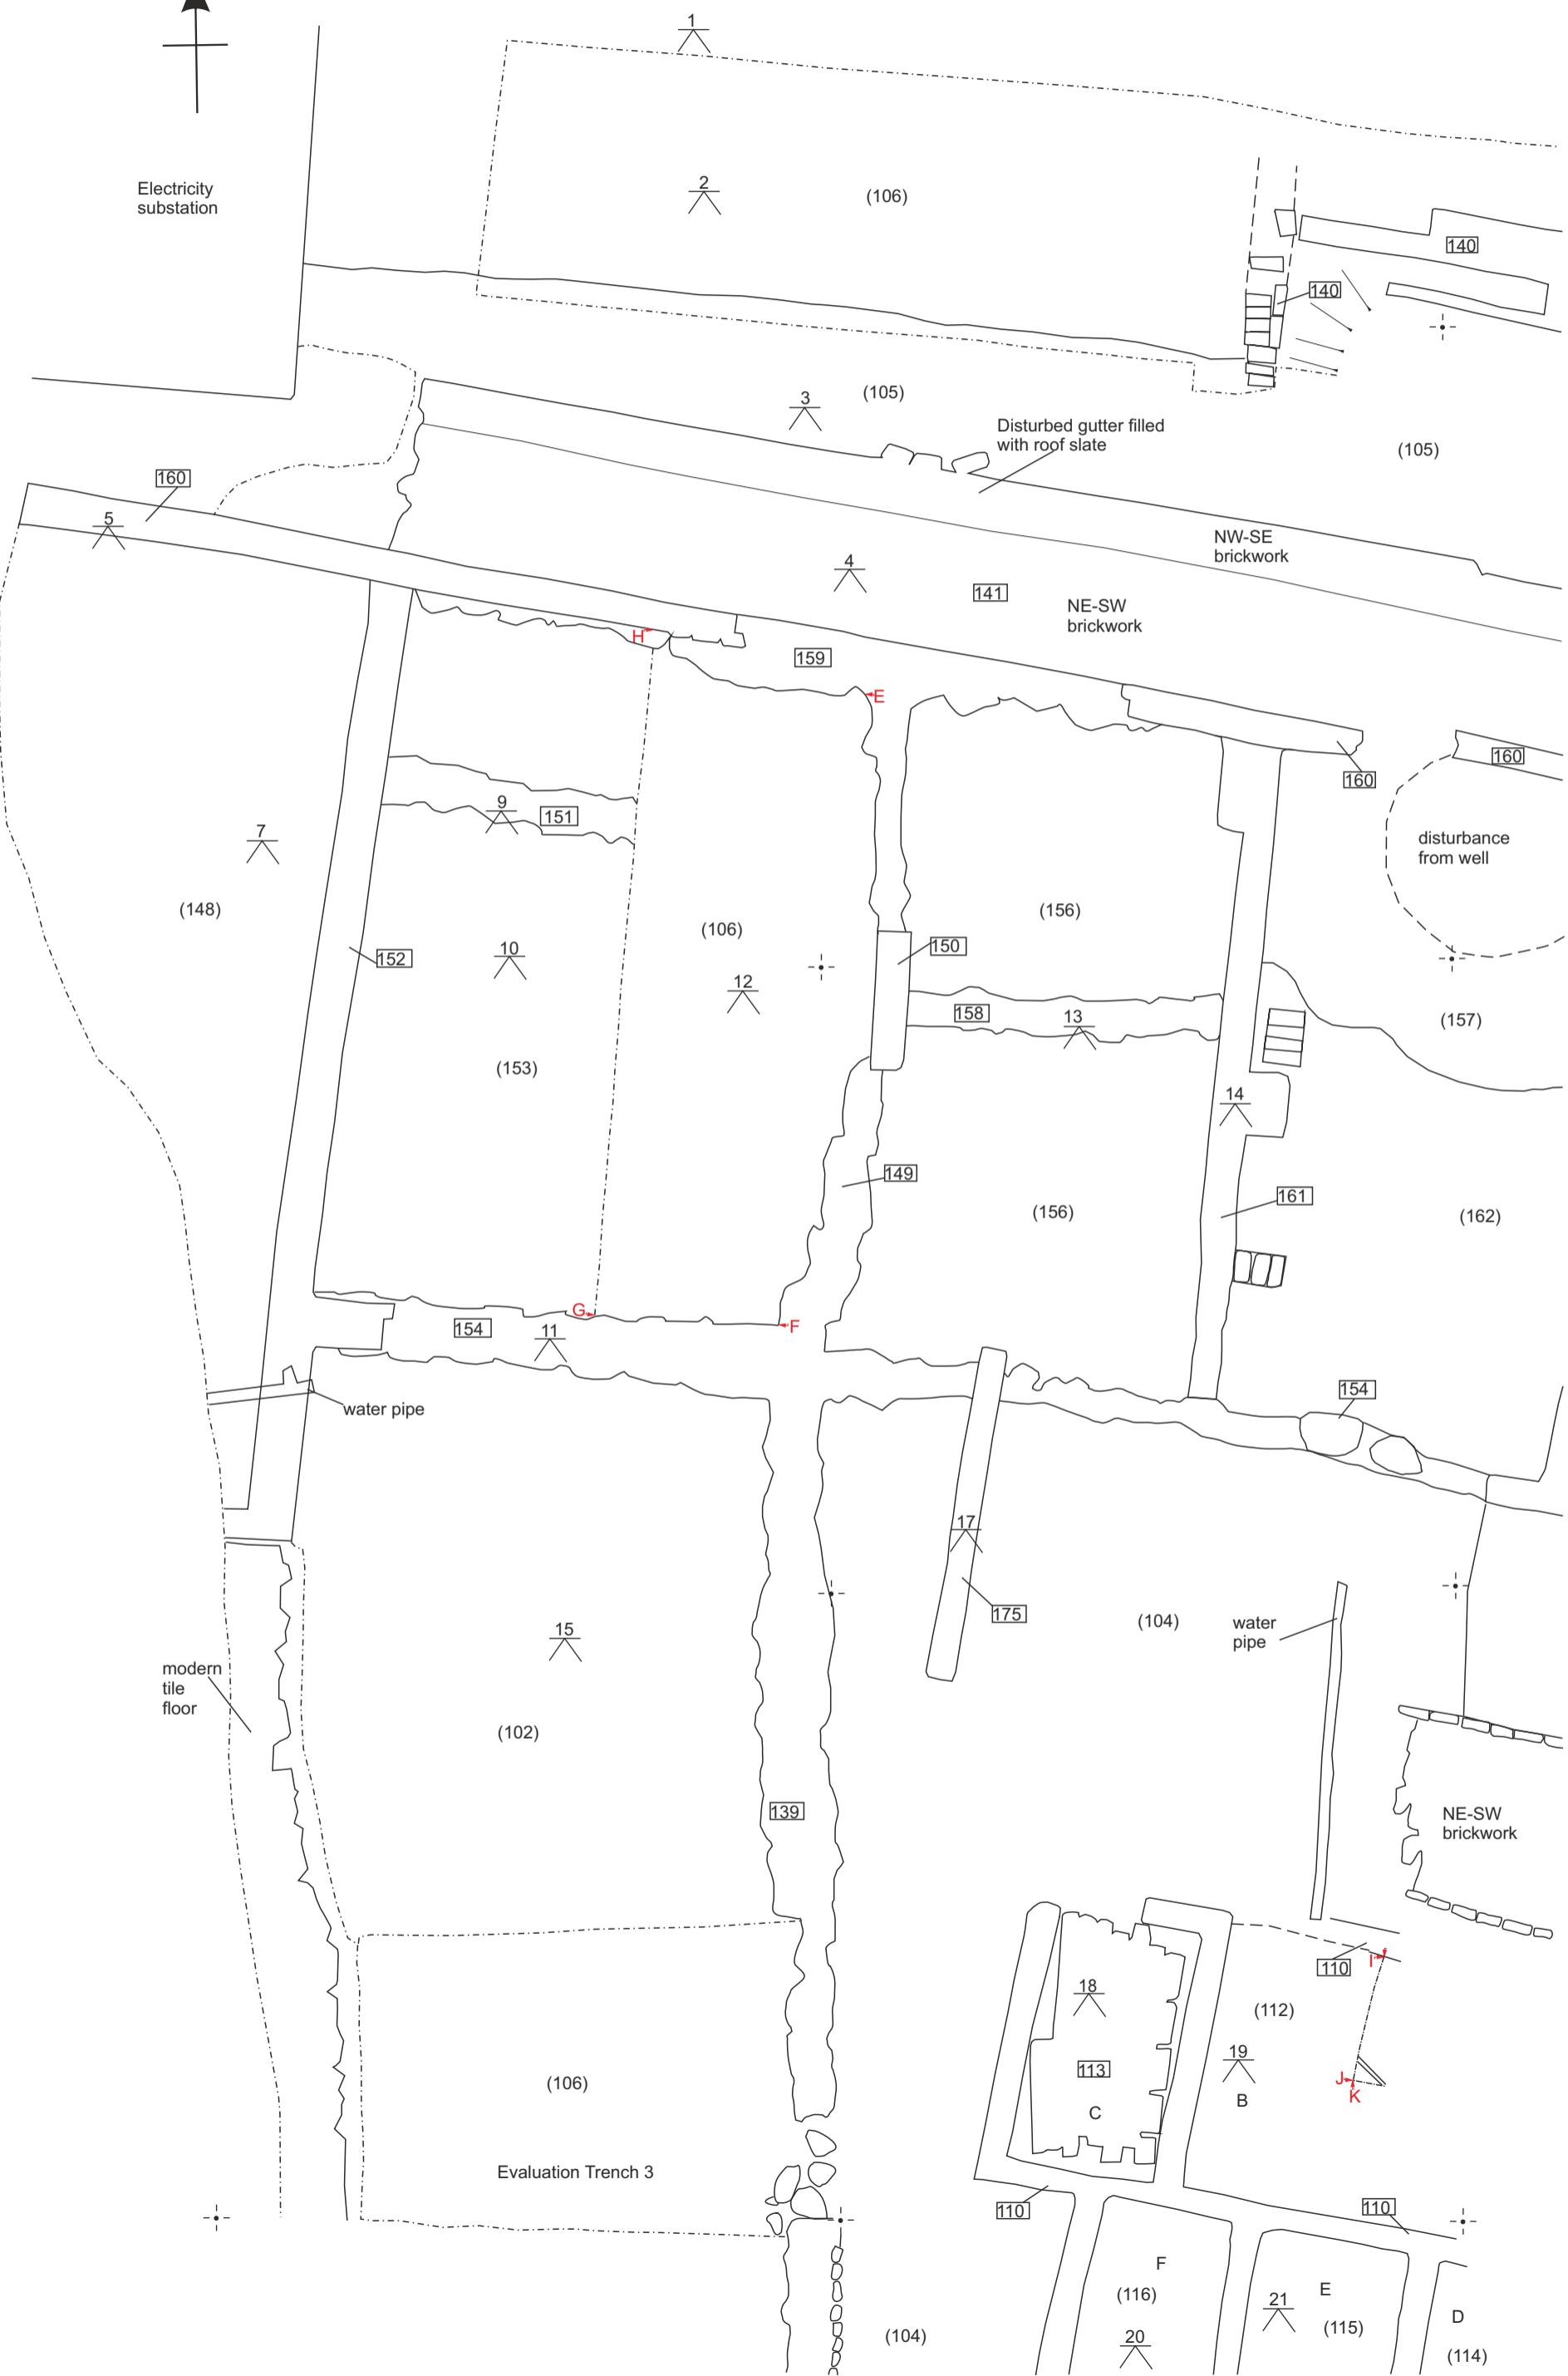 1
Electricity
substation
2
(106)
140
140
3
(105)
Disturbed gutter filled
with roof slate
(105)
160
5
4
141
NW-SE
brickwork
NE-SW
brickwork
H
159
E
160
160
9
151
7
disturbance
from well
(148)
(106)
(156)
150
152
10
12
158
13
(157)
(153)
14
149
161
(156)
(162)
G
F
154
11
154
water pipe
17
175
(104)
water
pipe
15
modern
tile
floor
(102)
139
NE-SW
brickwork
110
I
18
(112)
19
113
J
K
(106)
B
C
Evaluation Trench 3
110
110
F
(116)
E
21
(115)
D
(104)
20
(114)